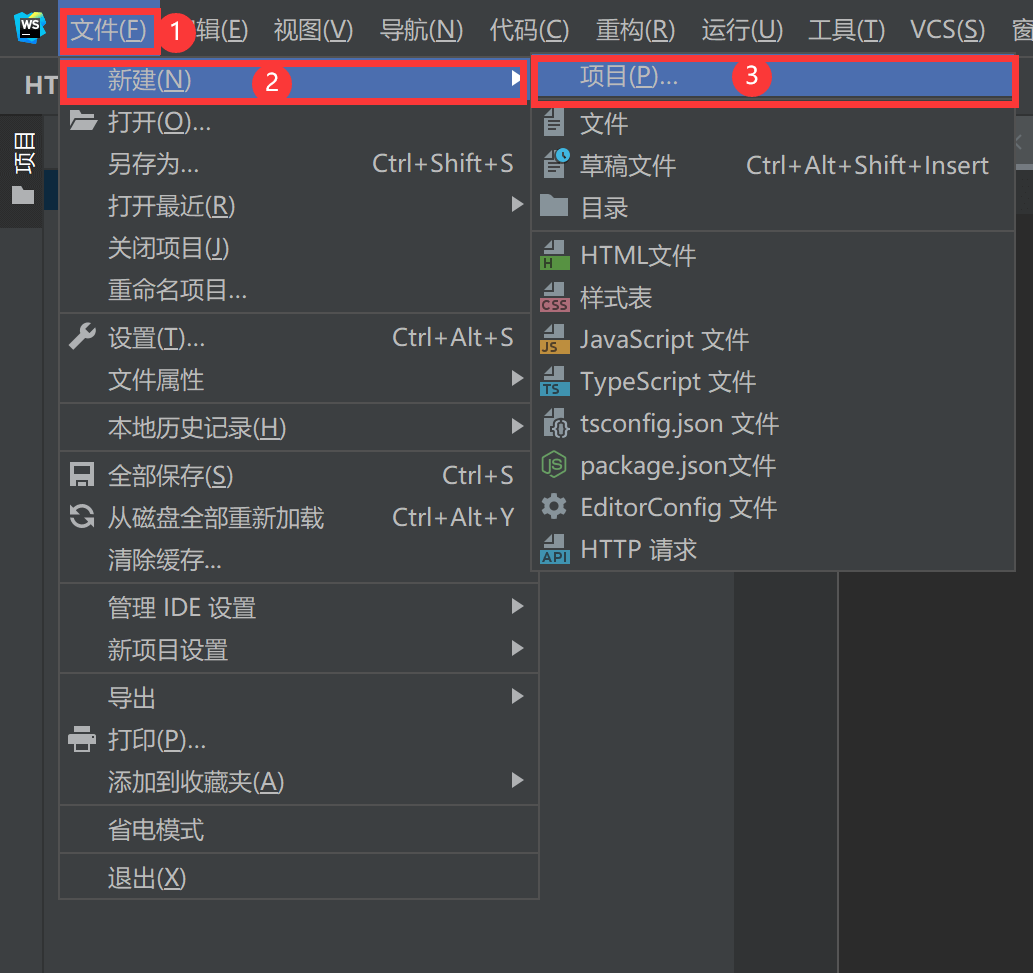 WS 文件(F) 1 辑(E) 视图(V) 导航(N) 代码(C) 重构(R) 运行(U) 工具(T) VCS(S) 窗
HT
项目
新建(N) 2
打开(O)...
另存为... Ctrl+Shift+S
打开最近(R)
关闭项目(J)
重命名项目...
设置(T)... Ctrl+Alt+S
文件属性
本地历史记录(H)
全部保存(S) Ctrl+S
从磁盘全部重新加载 Ctrl+Alt+Y
清除缓存...
管理 IDE 设置
新项目设置
导出
打印(P)...
添加到收藏夹(A)
省电模式
退出(X)
项目(P)... 3
文件
草稿文件 Ctrl+Alt+Shift+Insert
目录
H HTML文件
CSS 样式表
JS JavaScript 文件
TS TypeScript 文件
tsconfig.json 文件
JS package.json文件
EditorConfig 文件
API HTTP 请求